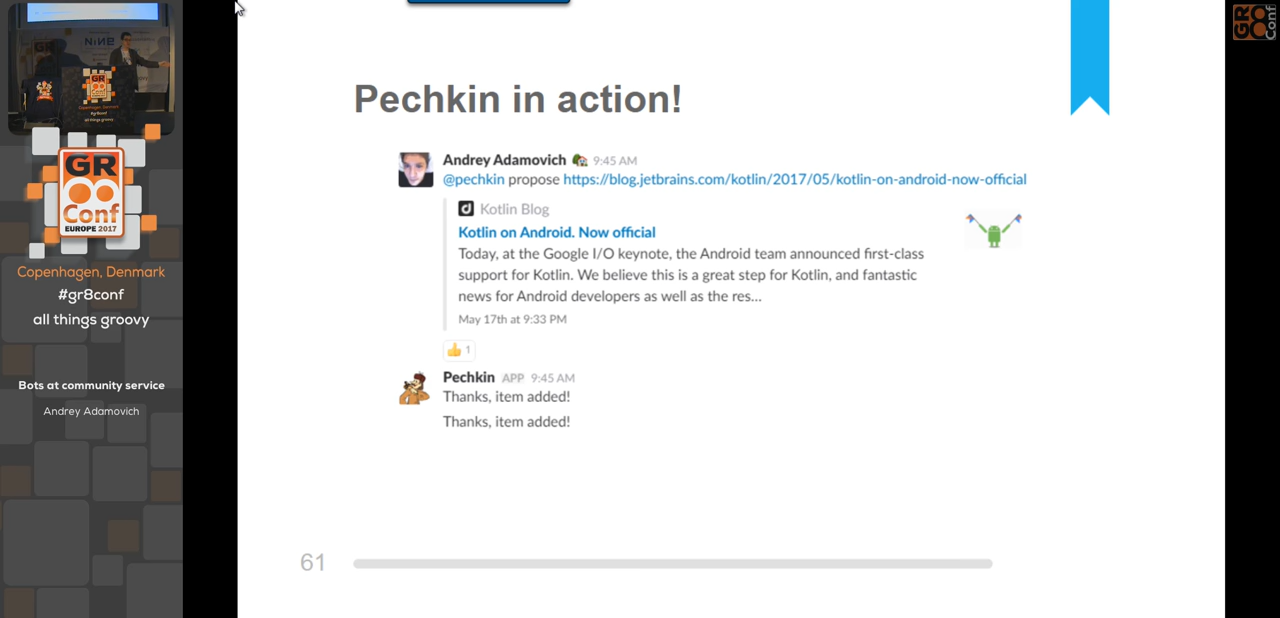 NINE
GR
Conf
EUROPE 2017
Copenhagen, Denmark
#gr8conf
all things groovy
Bots at community service
Andrey Adamovich
Pechkin in action!
Andrey Adamovich 9:45 AM
@pechkin propose https://blog.jetbrains.com/kotlin/2017/05/kotlin-on-android-now-official
Kotlin Blog
Kotlin on Android. Now official
Today, at the Google I/O keynote, the Android team announced first-class
support for Kotlin. We believe this is a great step for Kotlin, and fantastic
news for Android developers as well as the res...
May 17th at 9:33 PM
1
Pechkin APP 9:45 AM
Thanks, item added!
Thanks, item added!
61
GR
Conf